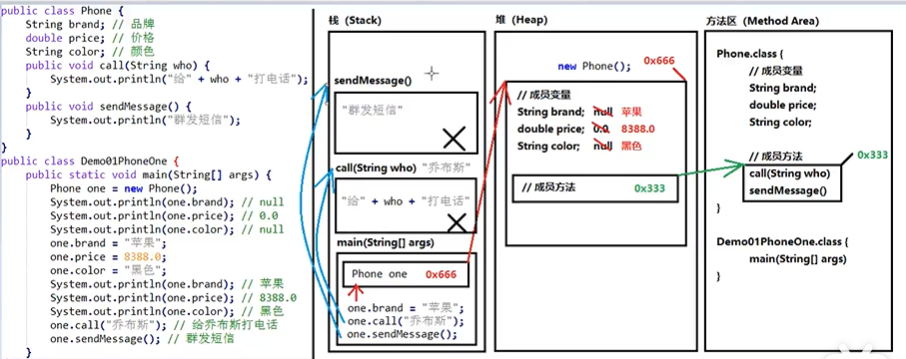 public class Phone {
String brand; // 品牌
double price; // 价格
String color; // 颜色
public void call(String who) {
System.out.println("给" + who + "打电话");
}
public void sendMessage() {
System.out.println("群发短信");
}
}
public class Demo01PhoneOne {
public static void main(String[] args) {
Phone one = new Phone();
System.out.println(one.brand); // null
System.out.println(one.price); // 0.0
System.out.println(one.color); // null
one.brand = "苹果";
one.price = 8388.0;
one.color = "黑色";
System.out.println(one.brand); // 苹果
System.out.println(one.price); // 8388.0
System.out.println(one.color); // 黑色
one.call("乔布斯"); // 给乔布斯打电话
one.sendMessage(); // 群发短信
}
栈（Stack）
sendMessage()
"群发短信"
call(String who) "乔布斯"
"给" + who + "打电话"
main(String[] args)
Phone one 0x666
one.brand = "苹果";
one.call("乔布斯");
one.sendMessage();
堆（Heap）
new Phone(); 0x666
// 成员变量
String brand; null 苹果
double price; 0.0 8388.0
String color; null 黑色
// 成员方法 0x333
方法区（Method Area）
Phone.class {
// 成员变量
String brand;
double price;
String color;
// 成员方法 0x333
call(String who)
sendMessage()
}
Demo01PhoneOne.class {
main(String[] args)
}